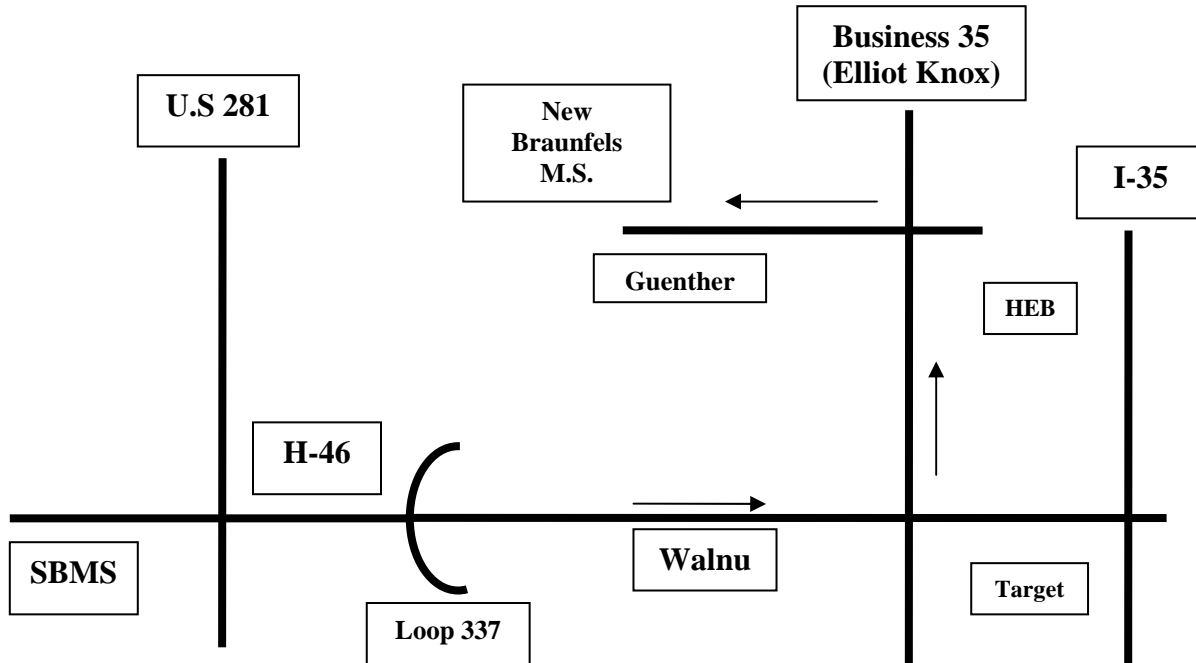 Business 35
(Elliot Knox)
U.S 281
New
Braunfels
M.S.
I-35
Guenther
HEB
H-46
SBMS
Walnu
Target
Loop 337